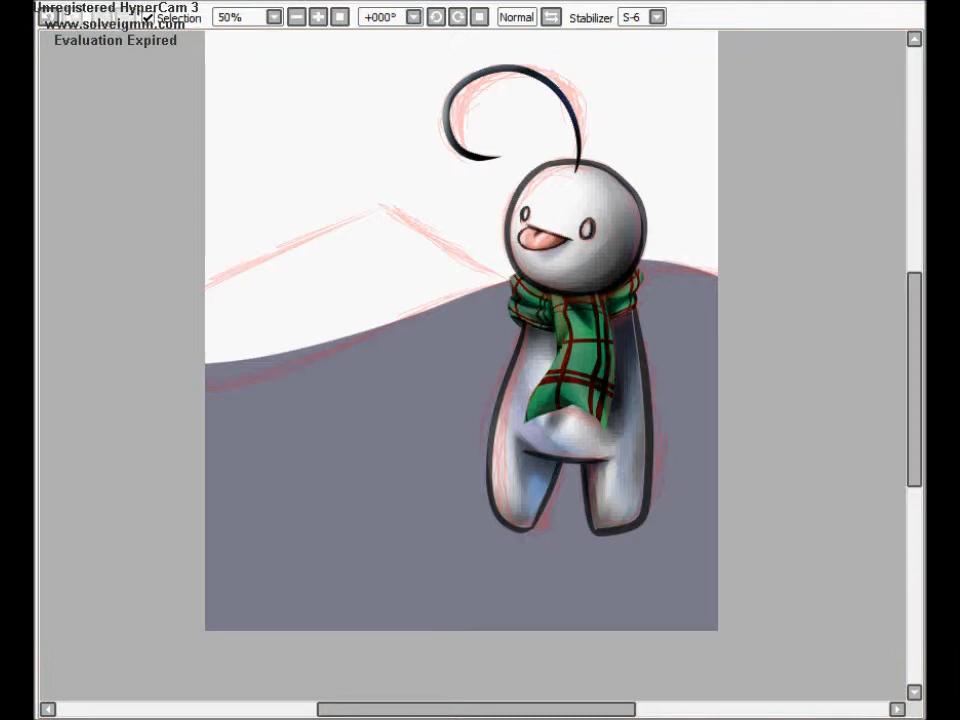 Unregistered HyperCam 3
www.solveigmm.com
Evaluation Expired
Selection 50% +000° Normal Stabilizer S-6